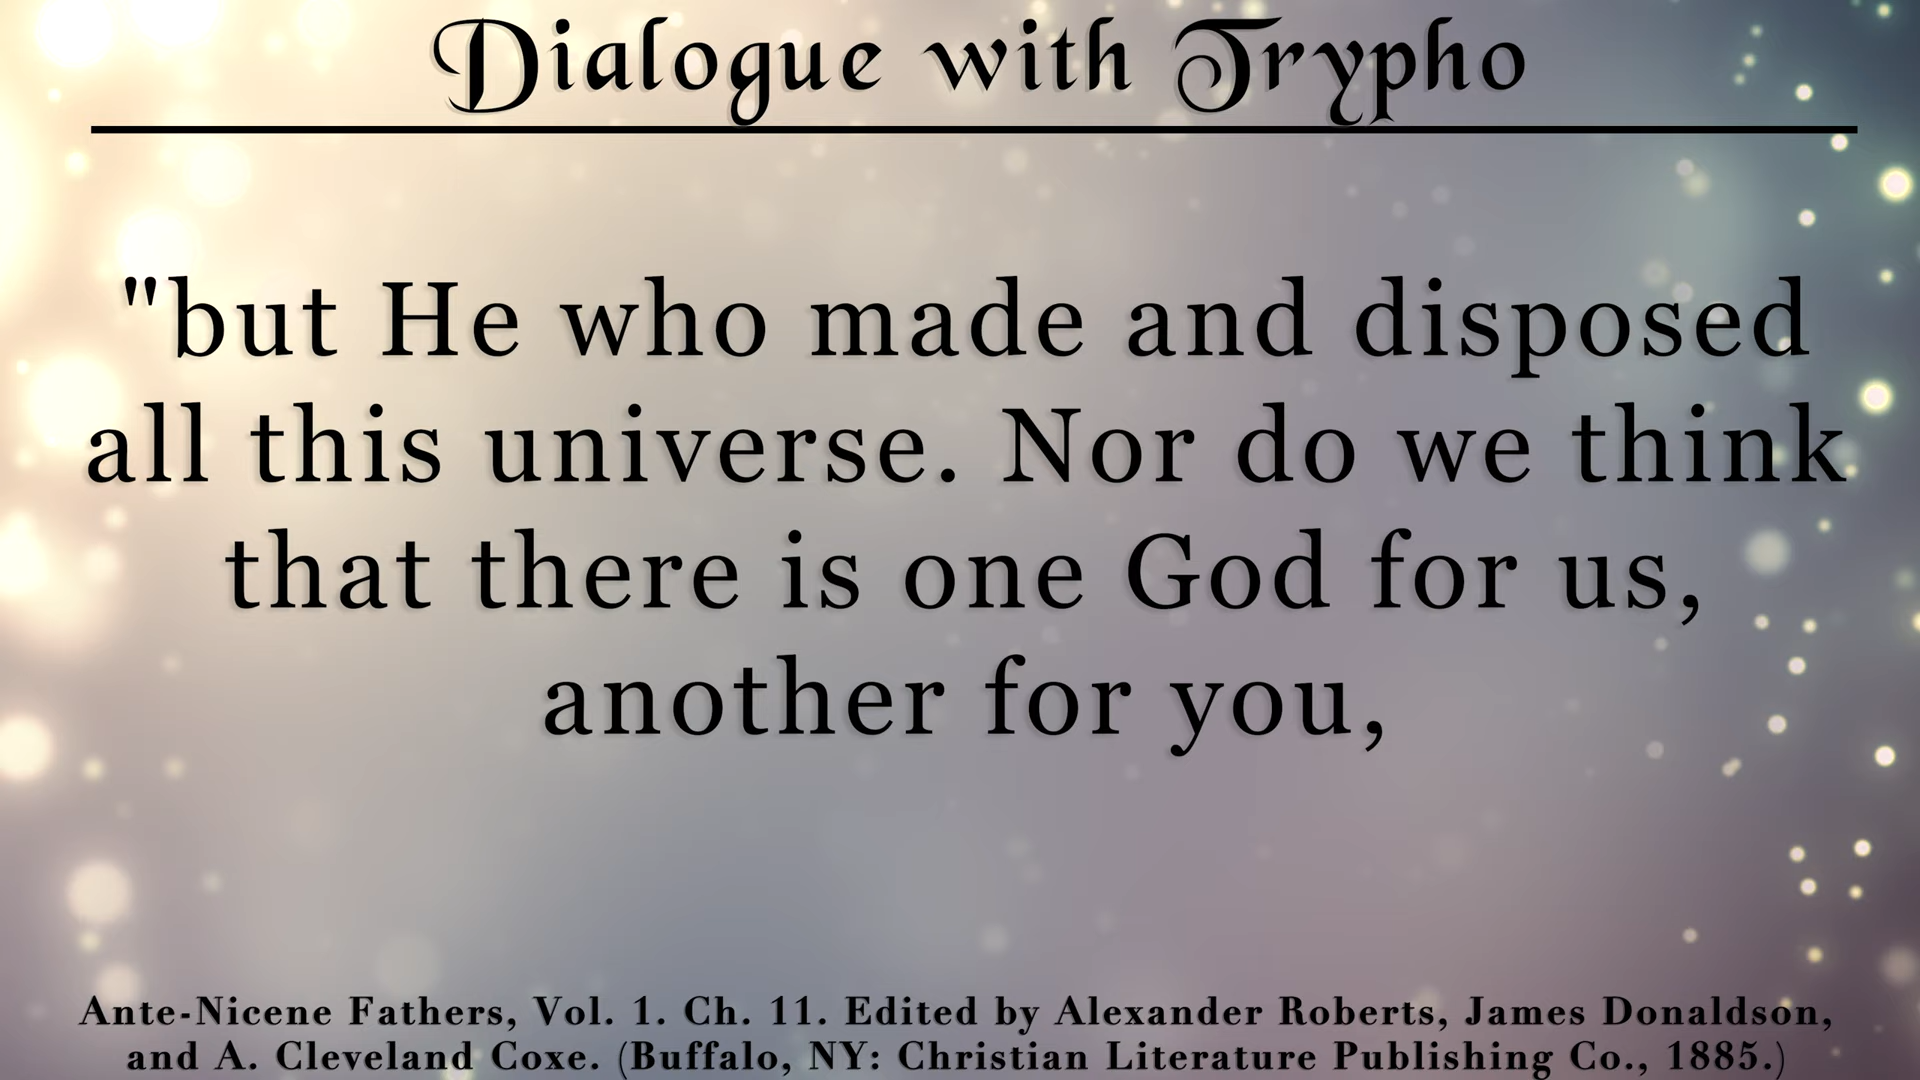 Dialogue with Trypho
"but He who made and disposed
all this universe. Nor do we think
that there is one God for us,
another for you,
Ante-Nicene Fathers, Vol. 1. Ch. 11. Edited by Alexander Roberts, James Donaldson,
and A. Cleveland Coxe. (Buffalo, NY: Christian Literature Publishing Co., 1885.)